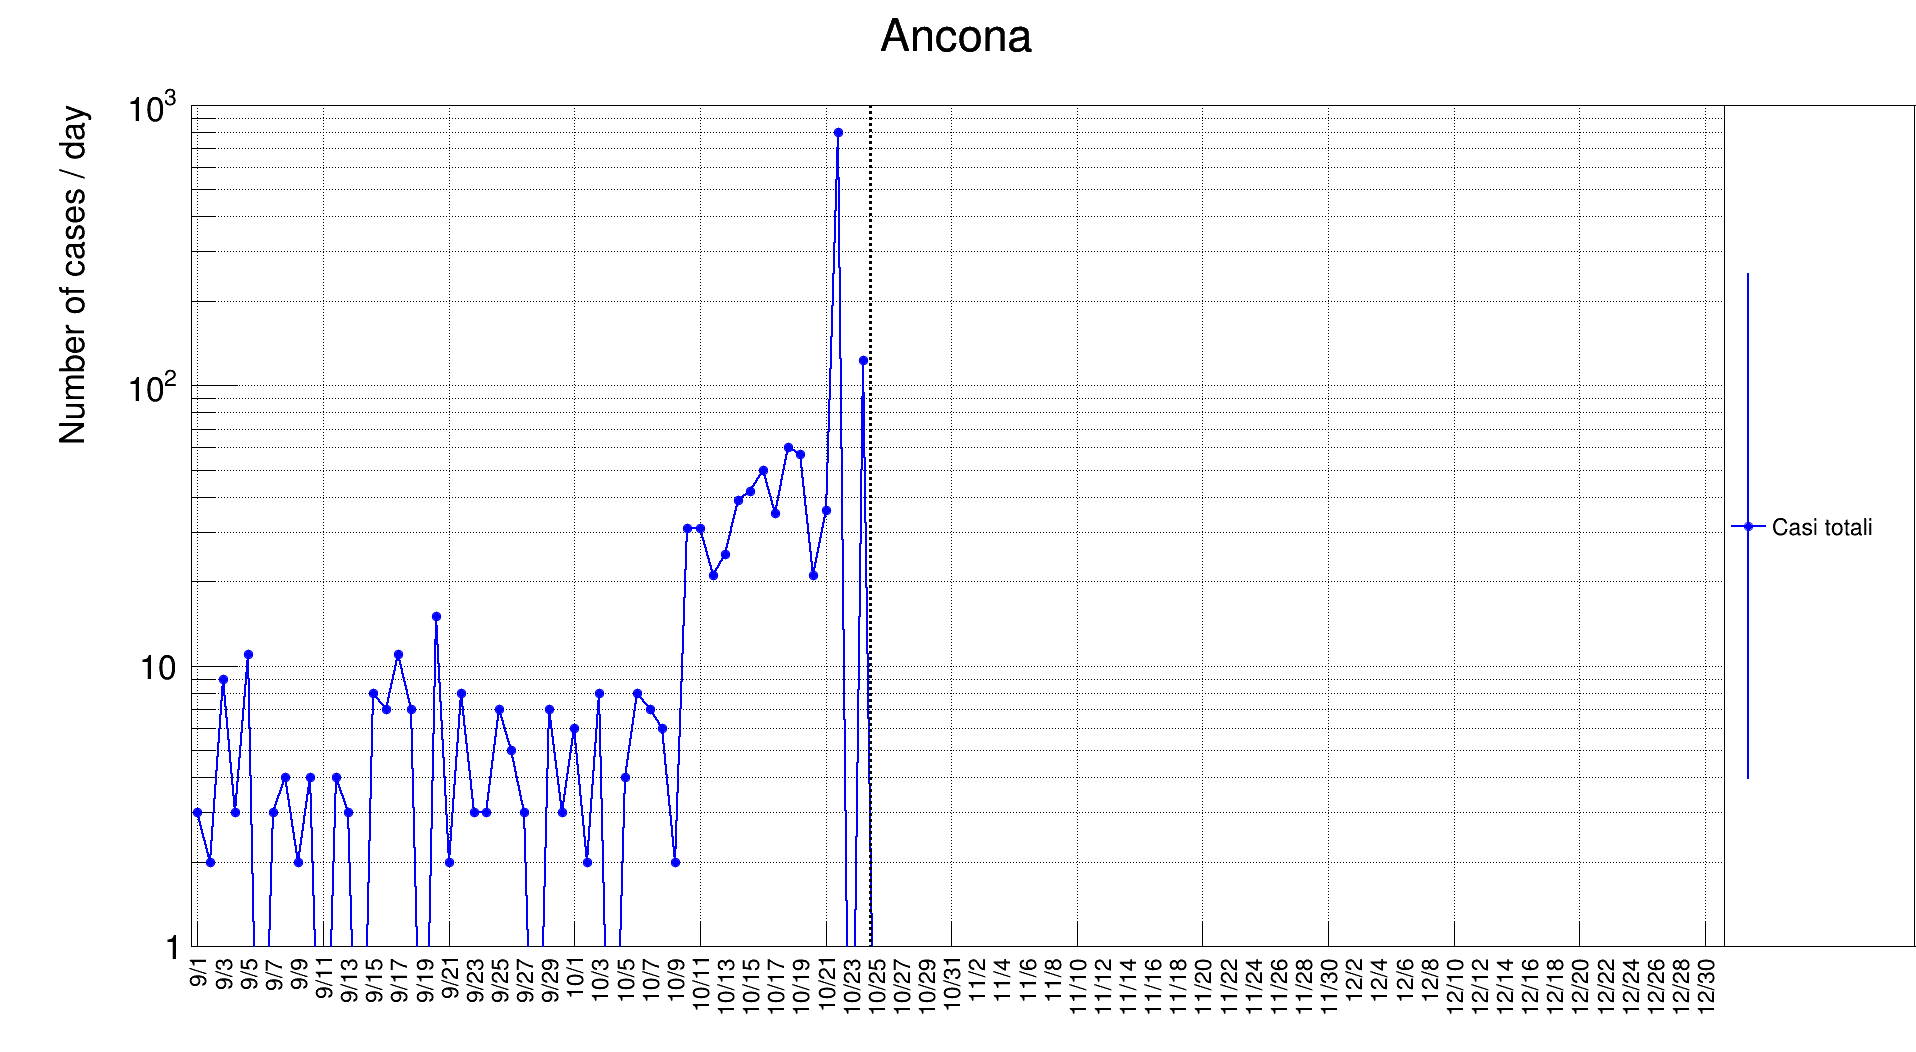 Ancona
Number of cases / day
10³
10²
10
1
9/1 9/3 9/5 9/7 9/9 9/11 9/13 9/15 9/17 9/19 9/21 9/23 9/25 9/27 9/29 10/1 10/3 10/5 10/7 10/9 10/11 10/13 10/15 10/17 10/19 10/21 10/23 10/25 10/27 10/29 10/31 11/2 11/4 11/6 11/8 11/10 11/12 11/14 11/16 11/18 11/20 11/22 11/24 11/26 11/28 11/30 12/2 12/4 12/6 12/8 12/10 12/12 12/14 12/16 12/18 12/20 12/22 12/24 12/26 12/28 12/30
Casi totali